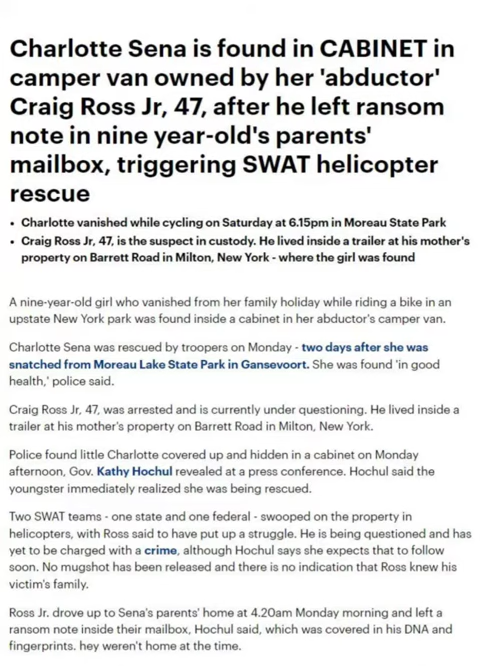 Charlotte Sena is found in CABINET in
camper van owned by her 'abductor'
Craig Ross Jr, 47, after he left ransom
note in nine year-old's parents'
mailbox, triggering SWAT helicopter
rescue
• Charlotte vanished while cycling on Saturday at 6.15pm in Moreau State Park
• Craig Ross Jr, 47, is the suspect in custody. He lived inside a trailer at his mother's
property on Barrett Road in Milton, New York - where the girl was found
A nine-year-old girl who vanished from her family holiday while riding a bike in an
upstate New York park was found inside a cabinet in her abductor's camper van.
Charlotte Sena was rescued by troopers on Monday - two days after she was
snatched from Moreau Lake State Park in Gansevoort. She was found 'in good
health,' police said.
Craig Ross Jr, 47, was arrested and is currently under questioning. He lived inside a
trailer at his mother's property on Barrett Road in Milton, New York.
Police found little Charlotte covered up and hidden in a cabinet on Monday
afternoon, Gov. Kathy Hochul revealed at a press conference. Hochul said the
youngster immediately realized she was being rescued.
Two SWAT teams - one state and one federal - swooped on the property in
helicopters, with Ross said to have put up a struggle. He is being questioned and has
yet to be charged with a crime, although Hochul says she expects that to follow
soon. No mugshot has been released and there is no indication that Ross knew his
victim's family.
Ross Jr. drove up to Sena's parents' home at 4.20am Monday morning and left a
ransom note inside their mailbox, Hochul said, which was covered in his DNA and
fingerprints. hey weren't home at the time.